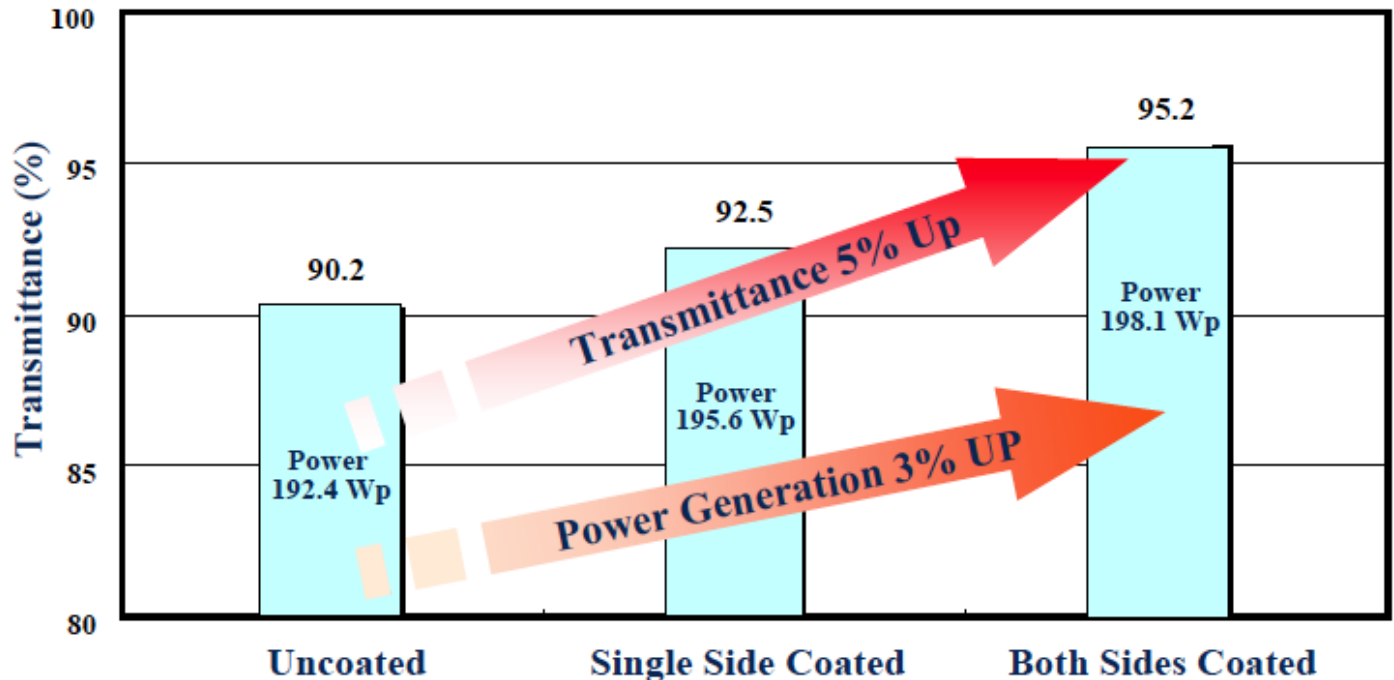 100
95
90
85
80
Transmittance (%)
90.2
92.5
95.2
Power
192.4 Wp
Power
195.6 Wp
Power
198.1 Wp
Transmittance 5% Up
Power Generation 3% UP
Uncoated
Single Side Coated
Both Sides Coated